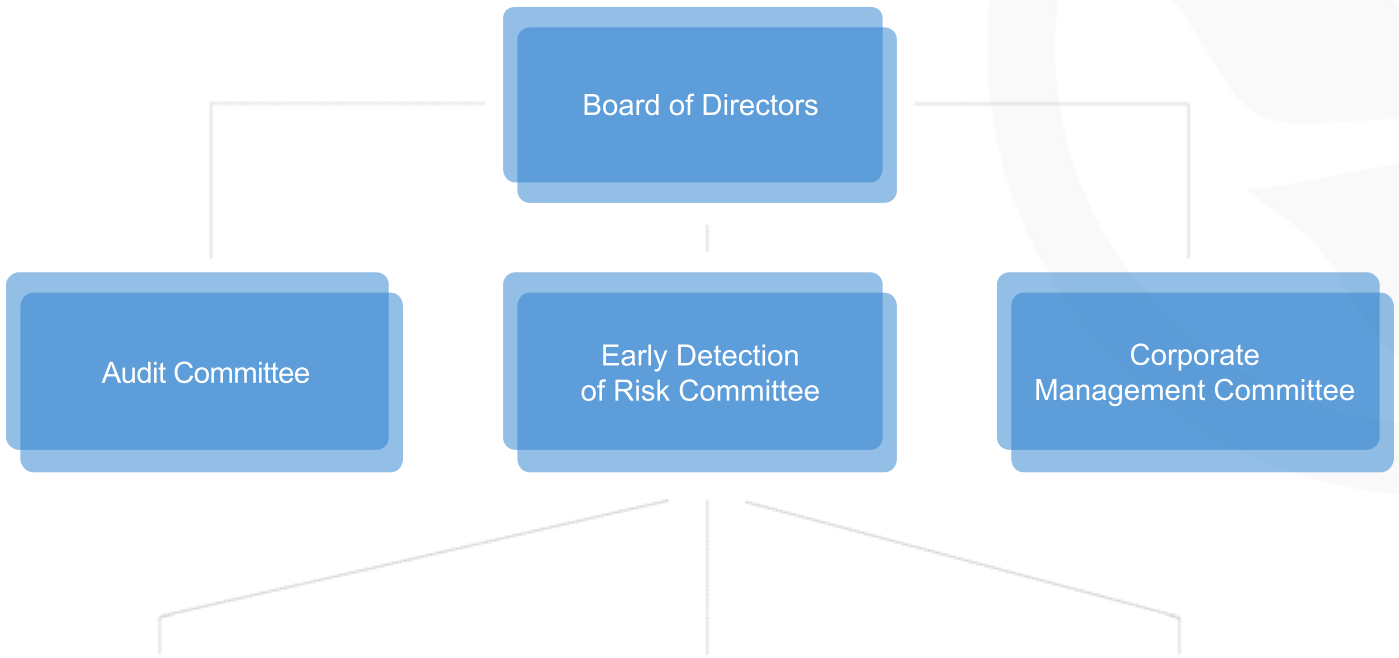 Board of Directors
Audit Committee
Early Detection
of Risk Committee
Corporate
Management Committee